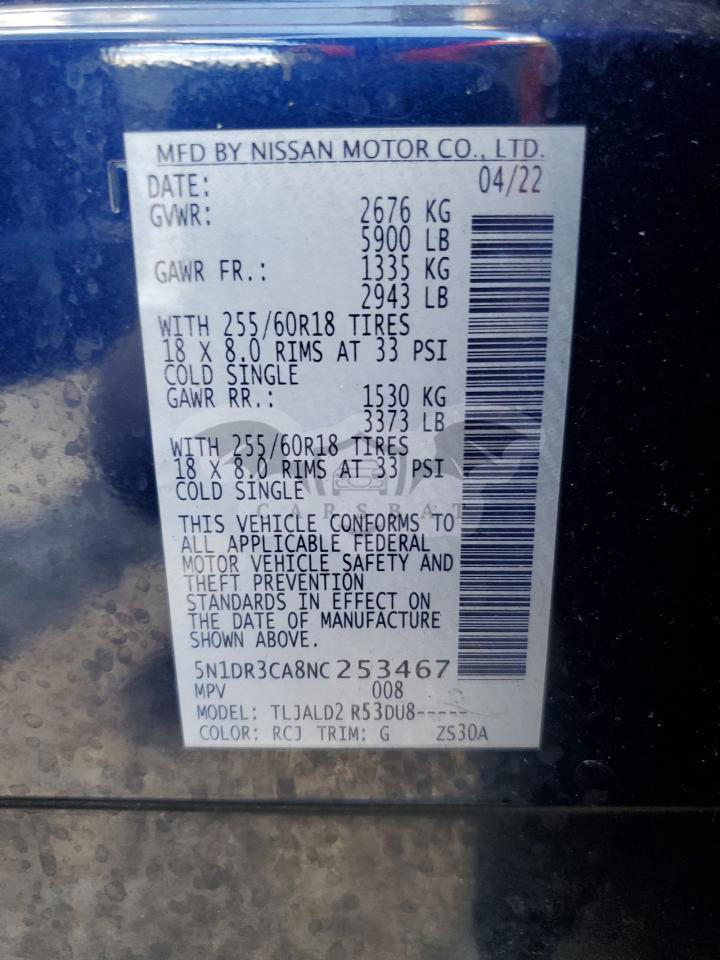 MFD BY NISSAN MOTOR CO., LTD.
DATE: 04/22
GVWR: 2676 KG
5900 LB
GAWR FR.: 1335 KG
2943 LB
WITH 255/60R18 TIRES
18 X 8.0 RIMS AT 33 PSI
COLD SINGLE
GAWR RR.: 1530 KG
3373 LB
WITH 255/60R18 TIRES
18 X 8.0 RIMS AT 33 PSI
COLD SINGLE
CARSBAT
THIS VEHICLE CONFORMS TO
ALL APPLICABLE FEDERAL
MOTOR VEHICLE SAFETY AND
THEFT PREVENTION
STANDARDS IN EFFECT ON
THE DATE OF MANUFACTURE
SHOWN ABOVE.
5N1DR3CA8NC253467
MPV 008
MODEL: TLJALD2 R53DU8-----
COLOR: RCJ TRIM: G ZS30A